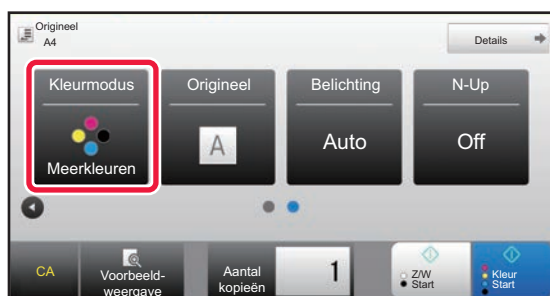 Origineel
A4
Details
Kleurmodus
Origineel
Belichting
N-Up
A
Auto
Off
Meerkleuren
CA
Voorbeeld-
weergave
Aantal
kopieën
1
Z/W
Start
Kleur
Start